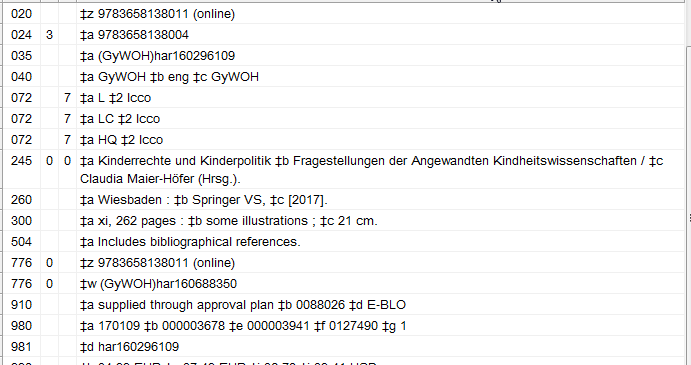 020 ‡z 9783658138011 (online)
024 3 ‡a 9783658138004
035 ‡a (GyWOH)har160296109
040 ‡a GyWOH ‡b eng ‡c GyWOH
072 7 ‡a L ‡2 lcco
072 7 ‡a LC ‡2 lcco
072 7 ‡a HQ ‡2 lcco
245 0 0 ‡a Kinderrechte und Kinderpolitik ‡b Fragestellungen der Angewandten Kindheitswissenschaften / ‡c
Claudia Maier-Höfer (Hrsg.).
260 ‡a Wiesbaden : ‡b Springer VS, ‡c [2017].
300 ‡a xi, 262 pages : ‡b some illustrations ; ‡c 21 cm.
504 ‡a Includes bibliographical references.
776 0 ‡z 9783658138011 (online)
776 0 ‡w (GyWOH)har160688350
910 ‡a supplied through approval plan ‡b 0088026 ‡d E-BLO
980 ‡a 170109 ‡b 000003678 ‡e 000003941 ‡f 0127490 ‡g 1
981 ‡d har160296109